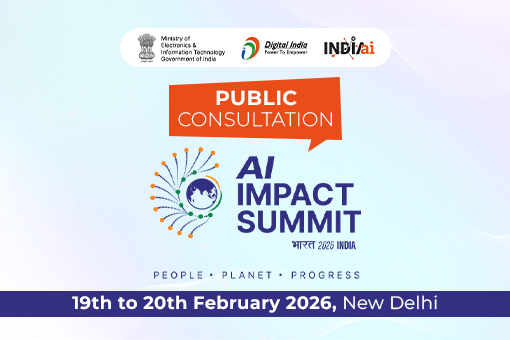 Ministry of
Electronics &
Information Technology
Government of India
Digital India
Power To Empower
INDIAai
PUBLIC
CONSULTATION
AI
IMPACT
SUMMIT
भारत 2026 INDIA
PEOPLE • PLANET • PROGRESS
19th to 20th February 2026, New Delhi